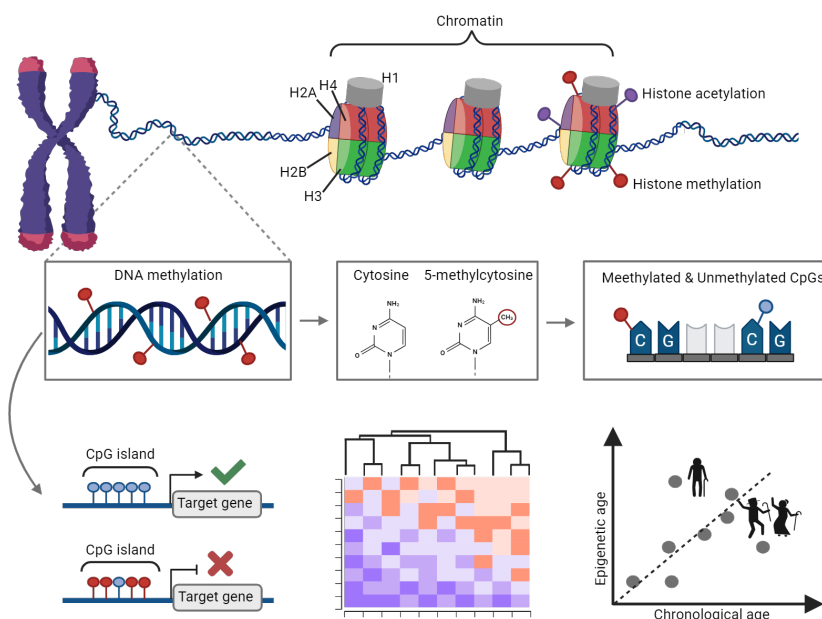 Chromatin
H1
H4
H2A
H2B
H3
Histone acetylation
Histone methylation
DNA methylation
Cytosine
5-methylcytosine
NH₂
N
O
N
NH₂
CH₃
N
O
N
Meethylated & Unmethylated CpGs
C G C G
CpG island
Target gene
CpG island
Target gene
Epigenetic age
Chronological age